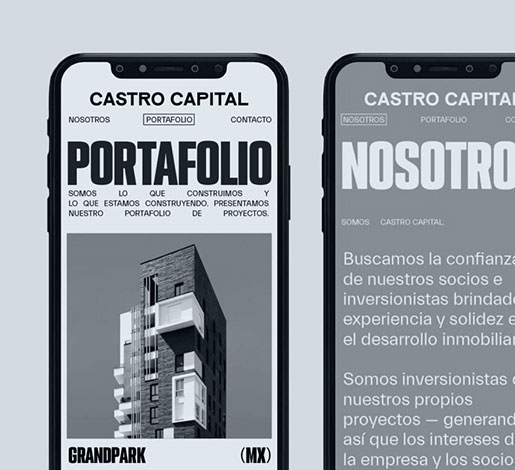 CASTRO CAPITAL
NOSOTROS PORTAFOLIO CONTACTO
PORTAFOLIO
SOMOS LO QUE CONSTRUIMOS Y
LO QUE ESTAMOS CONSTRUYENDO. PRESENTAMOS
NUESTRO PORTAFOLIO DE PROYECTOS.
GRANDPARK (MX)
CASTRO CAPITAL
NOSOTROS PORTAFOLIO CO
NOSOTRO
SOMOS CASTRO CAPITAL
Buscamos la confianza
de nuestros socios e
inversionistas brindad
experiencia y solidez e
el desarrollo inmobilia
Somos inversionistas
nuestros propios
proyectos — generand
así que los intereses d
la empresa y los socio